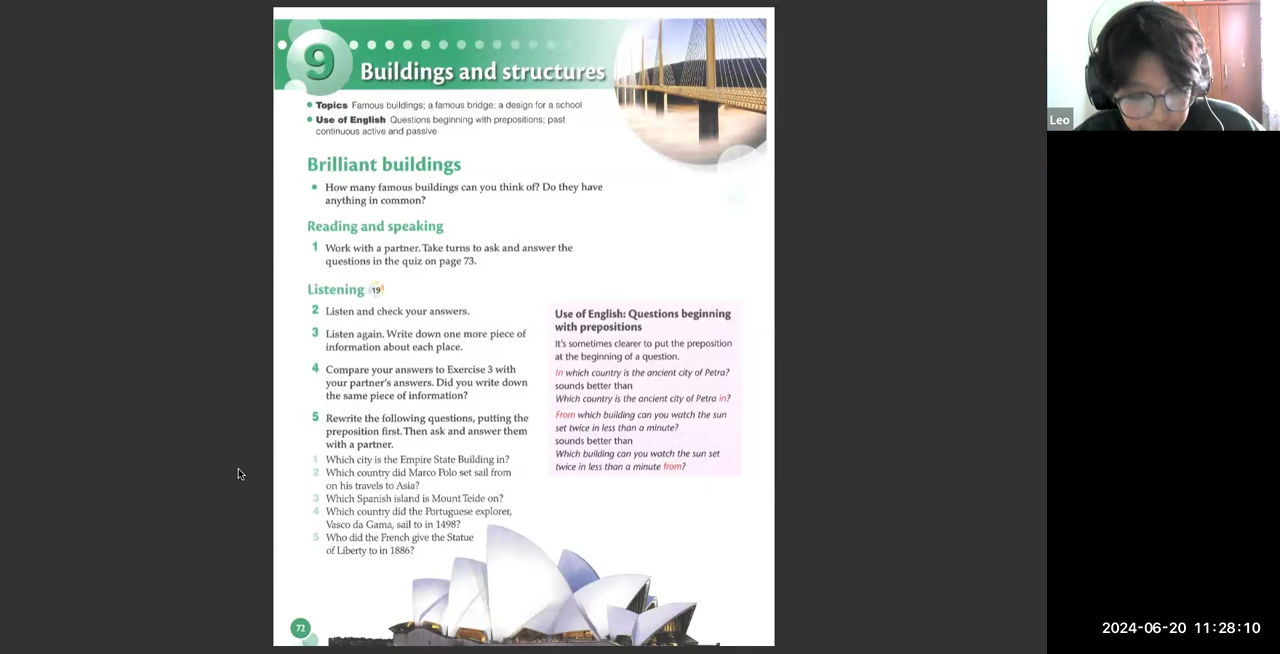 9
Buildings and structures
Topics Famous buildings; a famous bridge; a design for a school
Use of English Questions beginning with prepositions; past
continuous active and passive
Brilliant buildings
How many famous buildings can you think of? Do they have
anything in common?
Reading and speaking
1 Work with a partner. Take turns to ask and answer the
questions in the quiz on page 73.
Listening 19
2 Listen and check your answers.
3 Listen again. Write down one more piece of
information about each place.
4 Compare your answers to Exercise 3 with
your partner's answers. Did you write down
the same piece of information?
5 Rewrite the following questions, putting the
preposition first. Then ask and answer them
with a partner.
1 Which city is the Empire State Building in?
2 Which country did Marco Polo set sail from
on his travels to Asia?
3 Which Spanish island is Mount Teide on?
4 Which country did the Portuguese explorer,
Vasco da Gama, sail to in 1498?
5 Who did the French give the Statue
of Liberty to in 1886?
Use of English: Questions beginning
with prepositions
It's sometimes clearer to put the preposition
at the beginning of a question.
In which country is the ancient city of Petra?
sounds better than
Which country is the ancient city of Petra in?
From which building can you watch the sun
set twice in less than a minute?
sounds better than
Which building can you watch the sun set
twice in less than a minute from?
72
Leo
2024-06-20 11:28:10